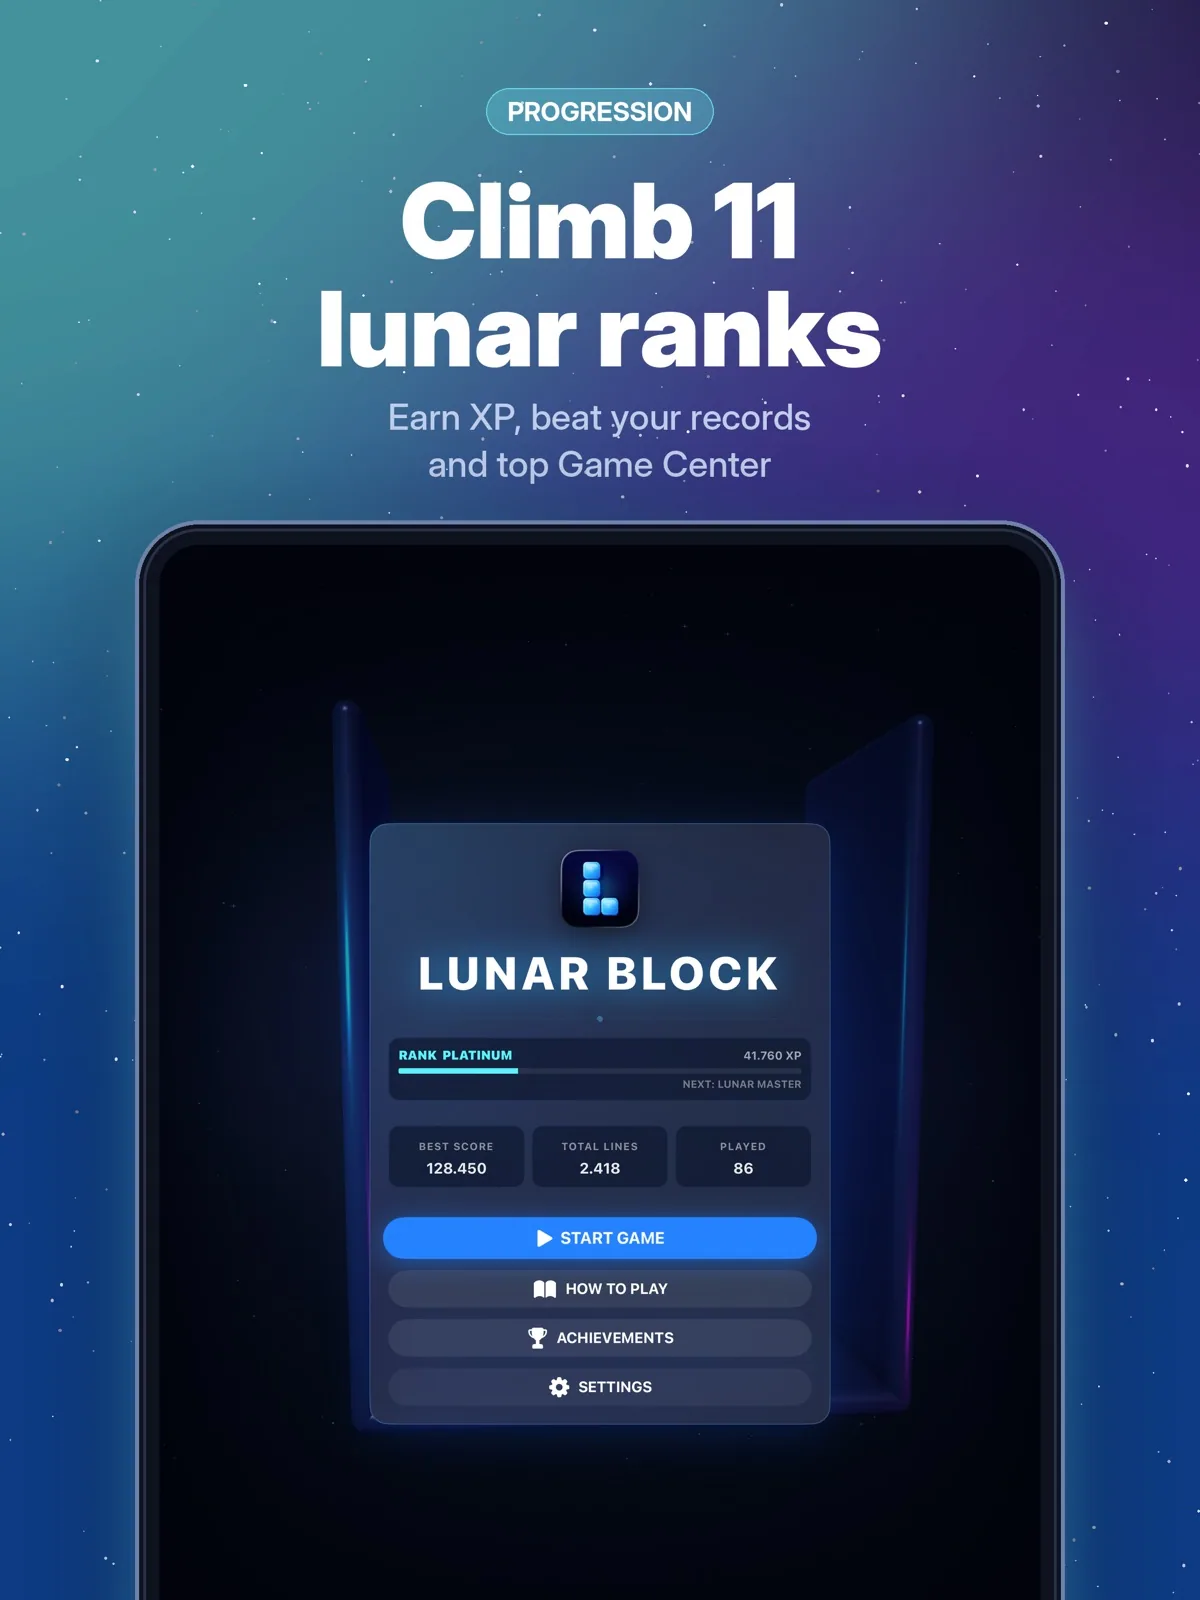 PROGRESSION
Climb 11
lunar ranks
Earn XP, beat your records
and top Game Center
LUNAR BLOCK
RANK PLATINUM
41.760 XP
NEXT: LUNAR MASTER
BEST SCORE
128.450
TOTAL LINES
2.418
PLAYED
86
START GAME
HOW TO PLAY
ACHIEVEMENTS
SETTINGS